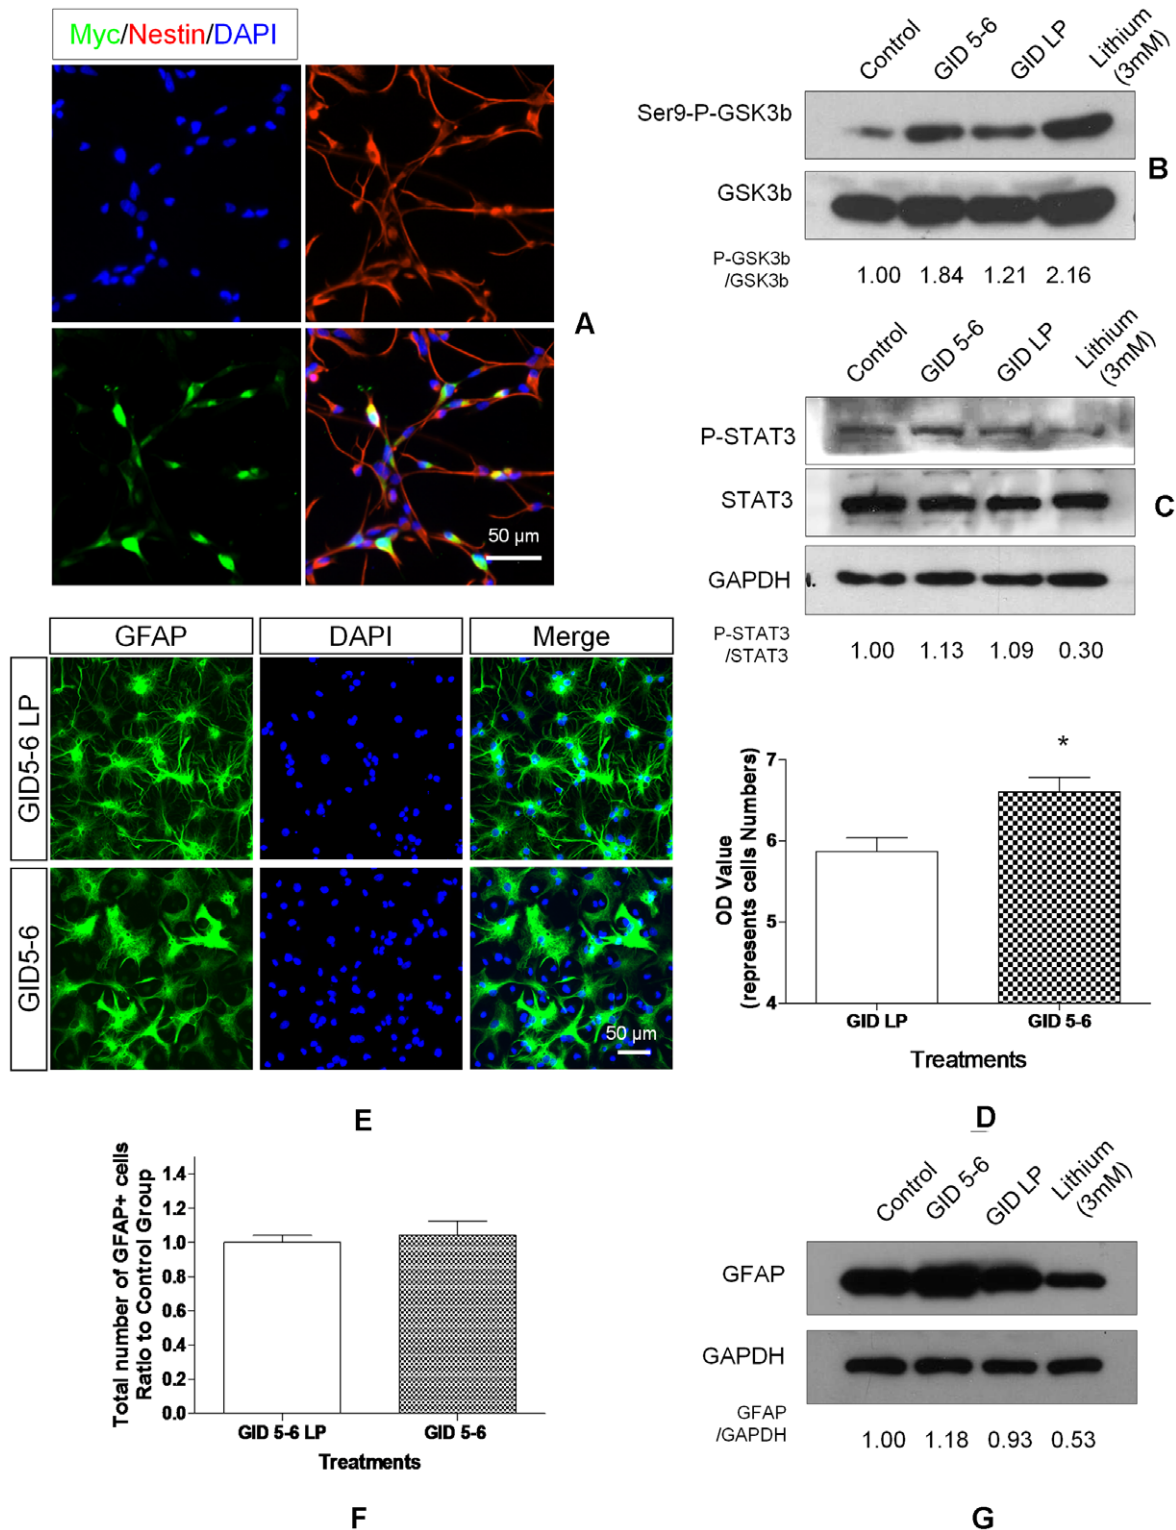 Myc/Nestin/DAPI
50 µm
A
Control
GID 5-6
GID LP
Lithium
(3mM)
Ser9-P-GSK3b
GSK3b
P-GSK3b
/GSK3b
1.00 1.84 1.21 2.16
B
Control
GID 5-6
GID LP
Lithium
(3mM)
P-STAT3
STAT3
GAPDH
P-STAT3
/STAT3
1.00 1.13 1.09 0.30
C
GFAP DAPI Merge
GID5-6 LP
GID5-6
50 µm
E
OD Value
(represents cells Numbers)
7
6
5
4
*
GID LP GID 5-6
Treatments
D
Total number of GFAP+ cells
Ratio to Control Group
1.4
1.2
1.0
0.8
0.6
0.4
0.2
0.0
GID 5-6 LP GID 5-6
Treatments
F
Control
GID 5-6
GID LP
Lithium
(3mM)
GFAP
GAPDH
GFAP
/GAPDH
1.00 1.18 0.93 0.53
G